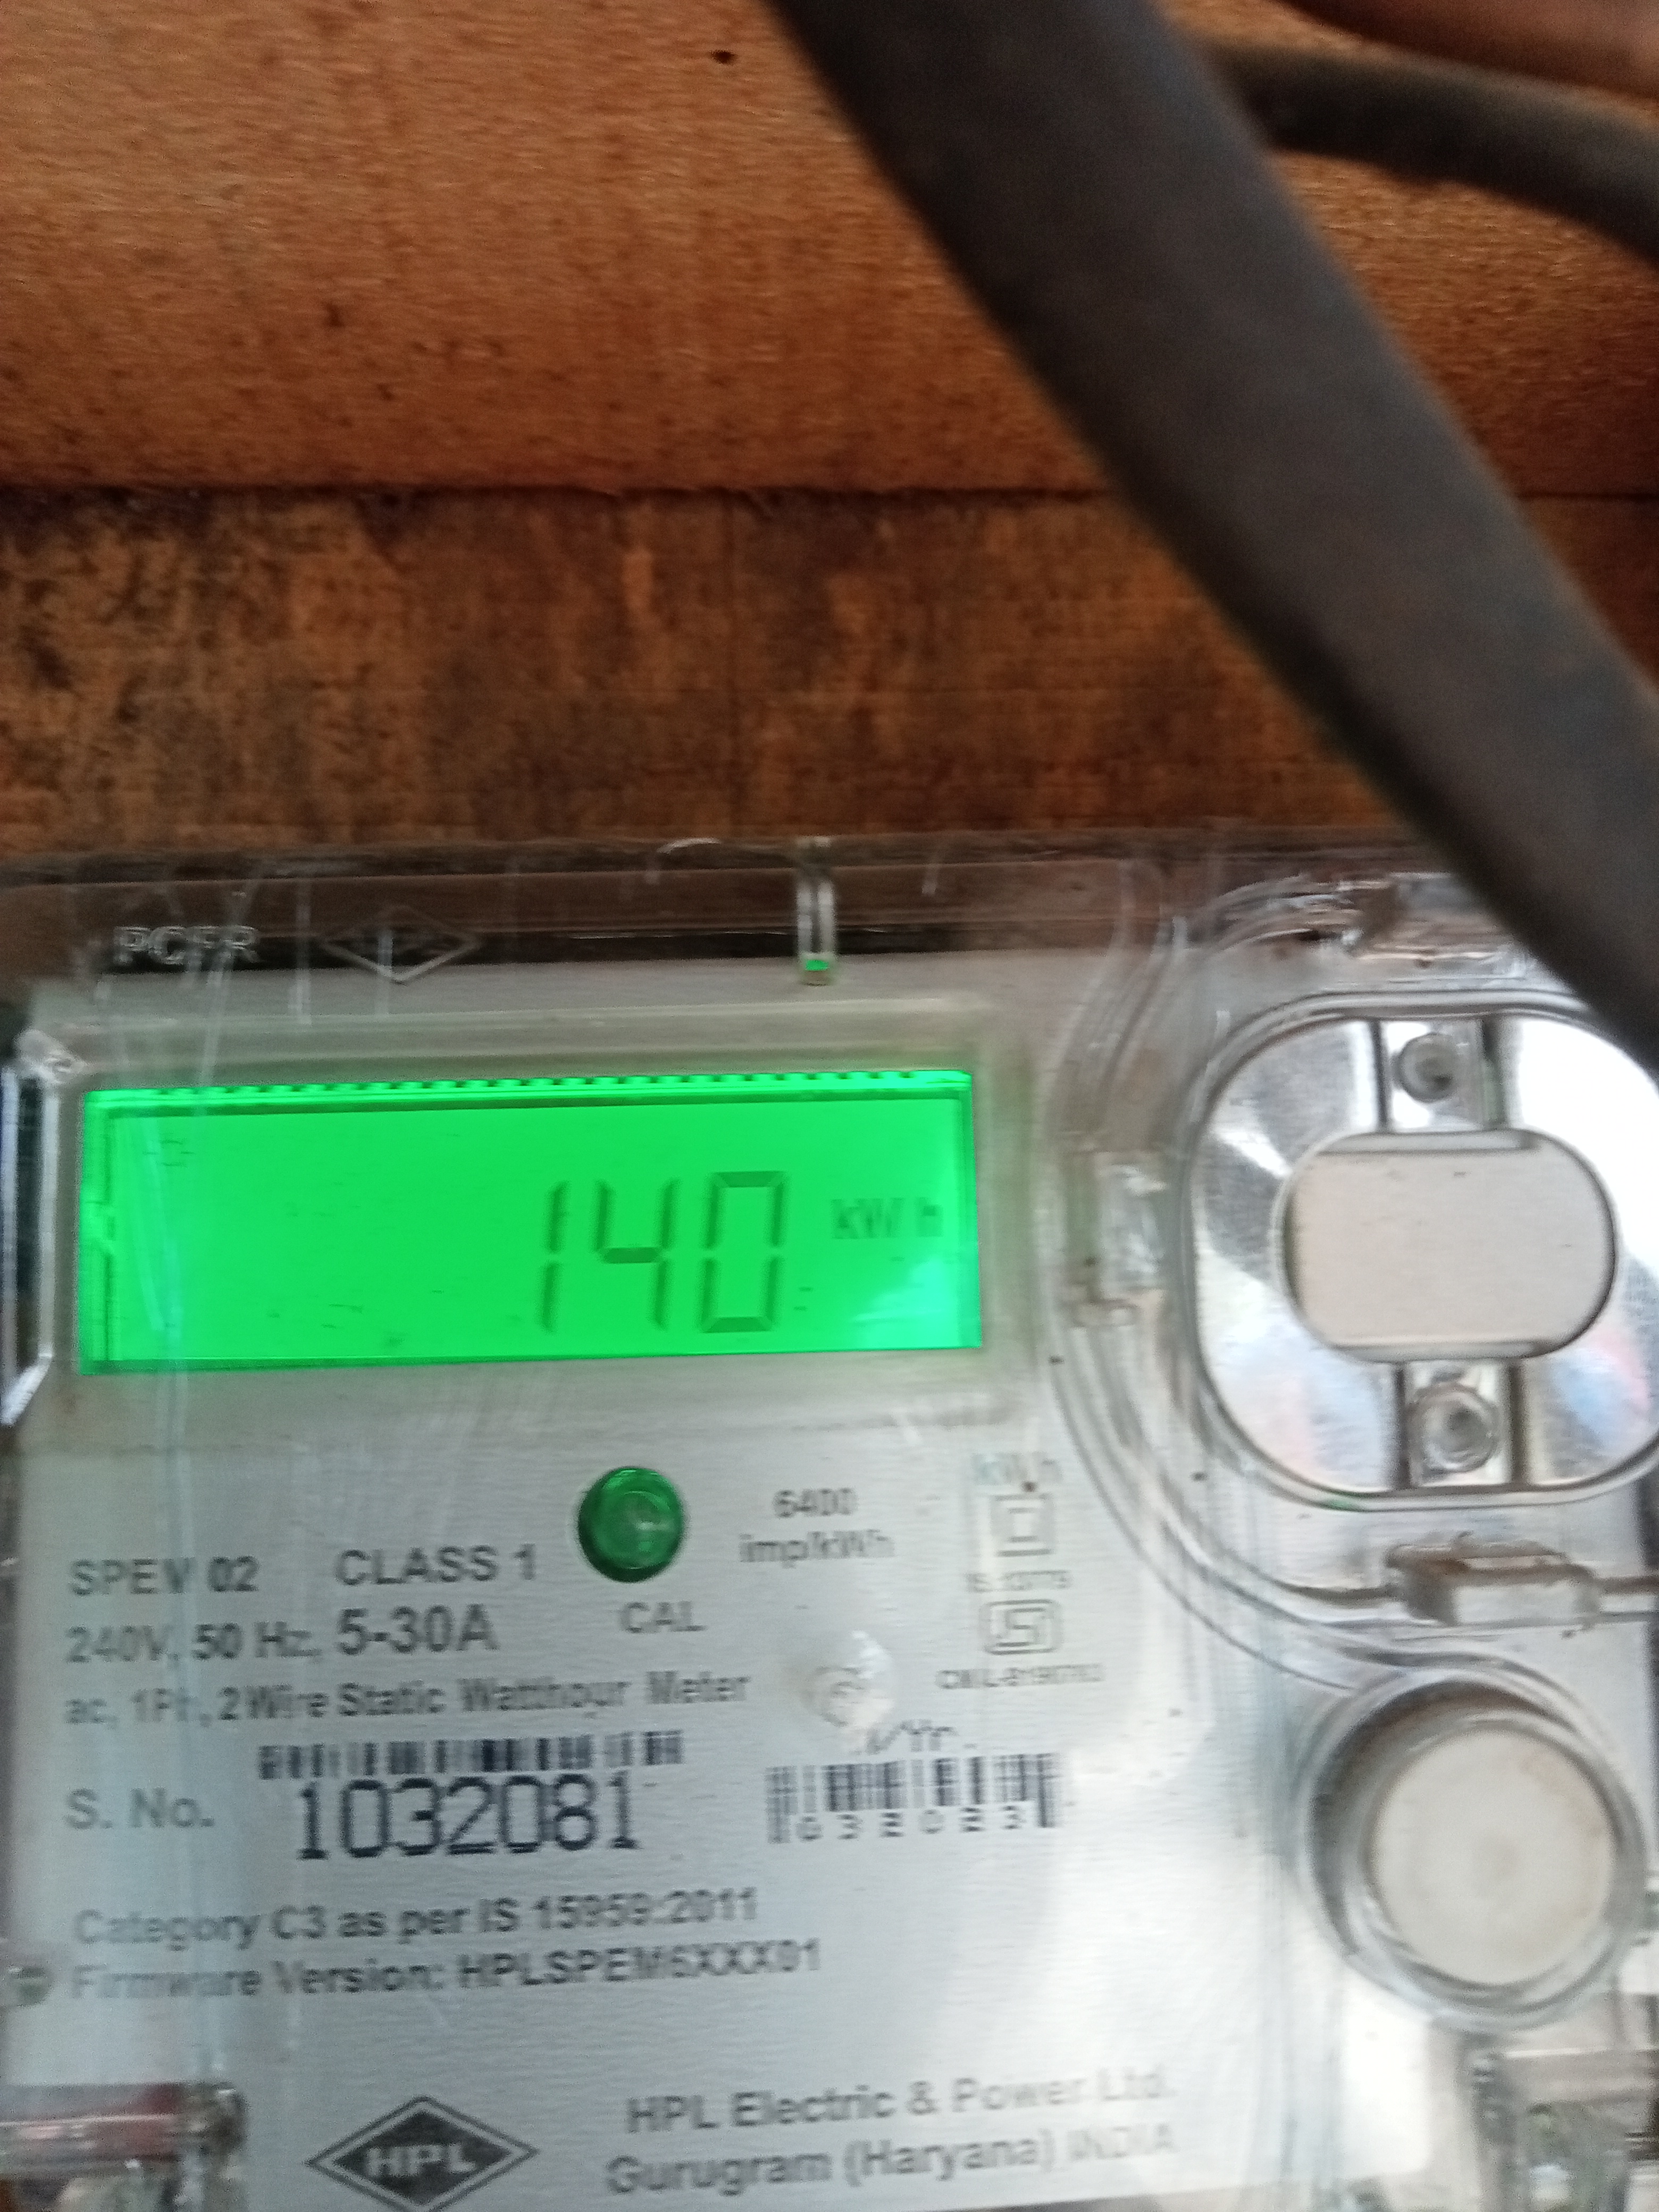 PCFR
140 kWh
6400
imp/kWh
kWh
SPEM 02 CLASS 1
CAL
240V, 50 Hz, 5-30A
ac, 1Ph, 2 Wire Static Watthour Meter
S. No. 1032081
Category C3 as per IS 15959:2011
Firmware Version: HPLSPEM6XXX01
HPL
HPL Electric & Power Ltd.
Gurugram (Haryana) INDIA